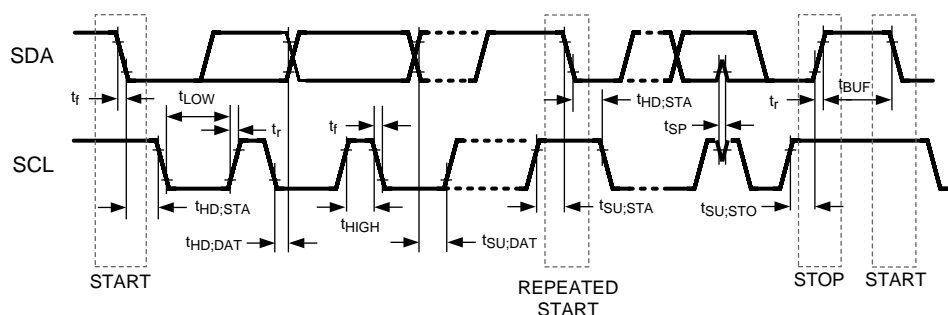 SDA
t_f
t_LOW
t_r
t_f
t_HD;STA
t_SP
t_r
t_BUF
SCL
t_HD;STA
t_HD;DAT
t_HIGH
t_SU;DAT
t_SU;STA
t_SU;STO
START
REPEATED
START
STOP
START